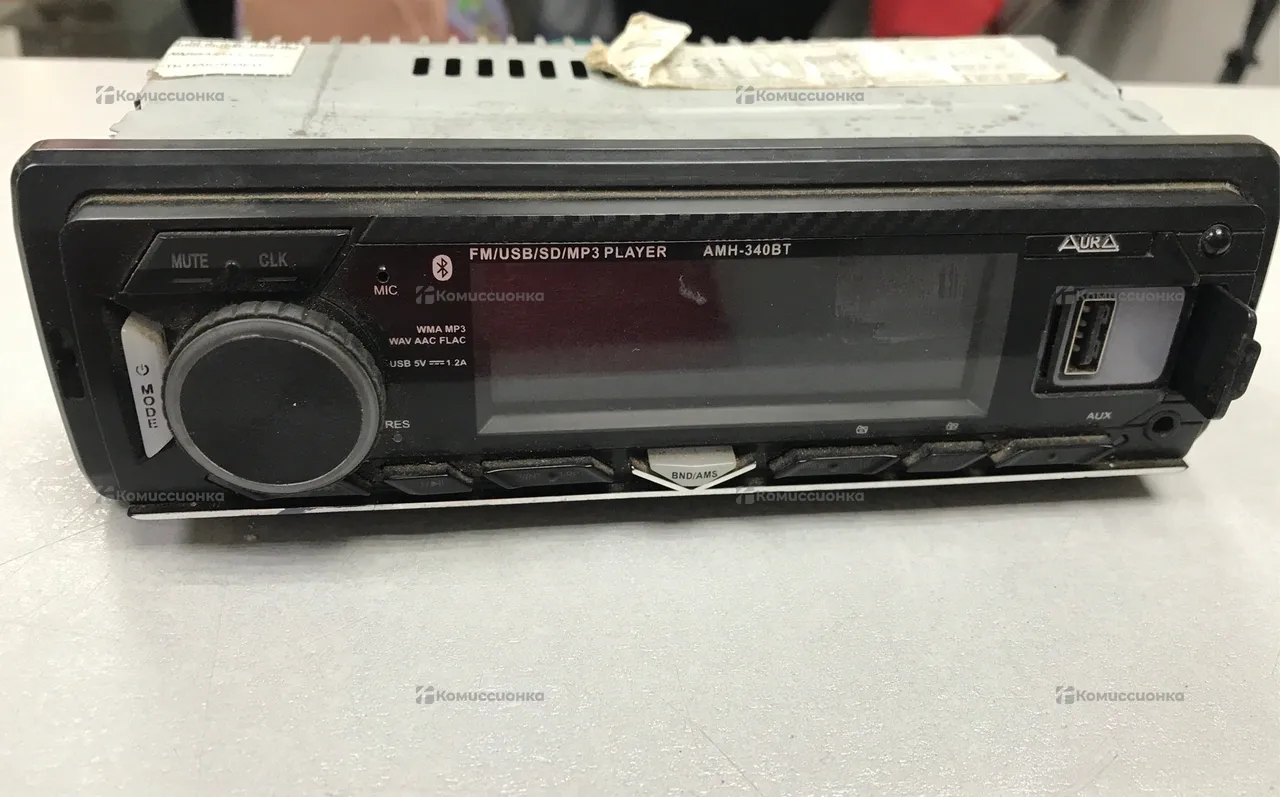 Комиссионка
Комиссионка
MUTE
CLK
FM/USB/SD/MP3 PLAYER
AMH-340BT
AURA
MIC
Комиссионка
Комиссионка
WMA MP3
WAV AAC FLAC
USB 5V 1.2A
MODE
RES
AUX
BND/AMS
Комиссионка
Комиссионка
Комиссионка
Комиссионка